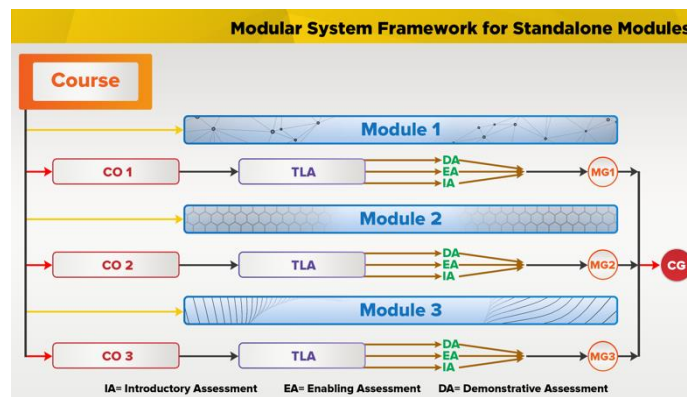 Modular System Framework for Standalone Modules
Course
Module 1
CO 1
TLA
DA
EA
IA
MG1
Module 2
CO 2
TLA
DA
EA
IA
MG2
CG
Module 3
CO 3
TLA
DA
EA
IA
MG3
IA= Introductory Assessment EA= Enabling Assessment DA= Demonstrative Assessment